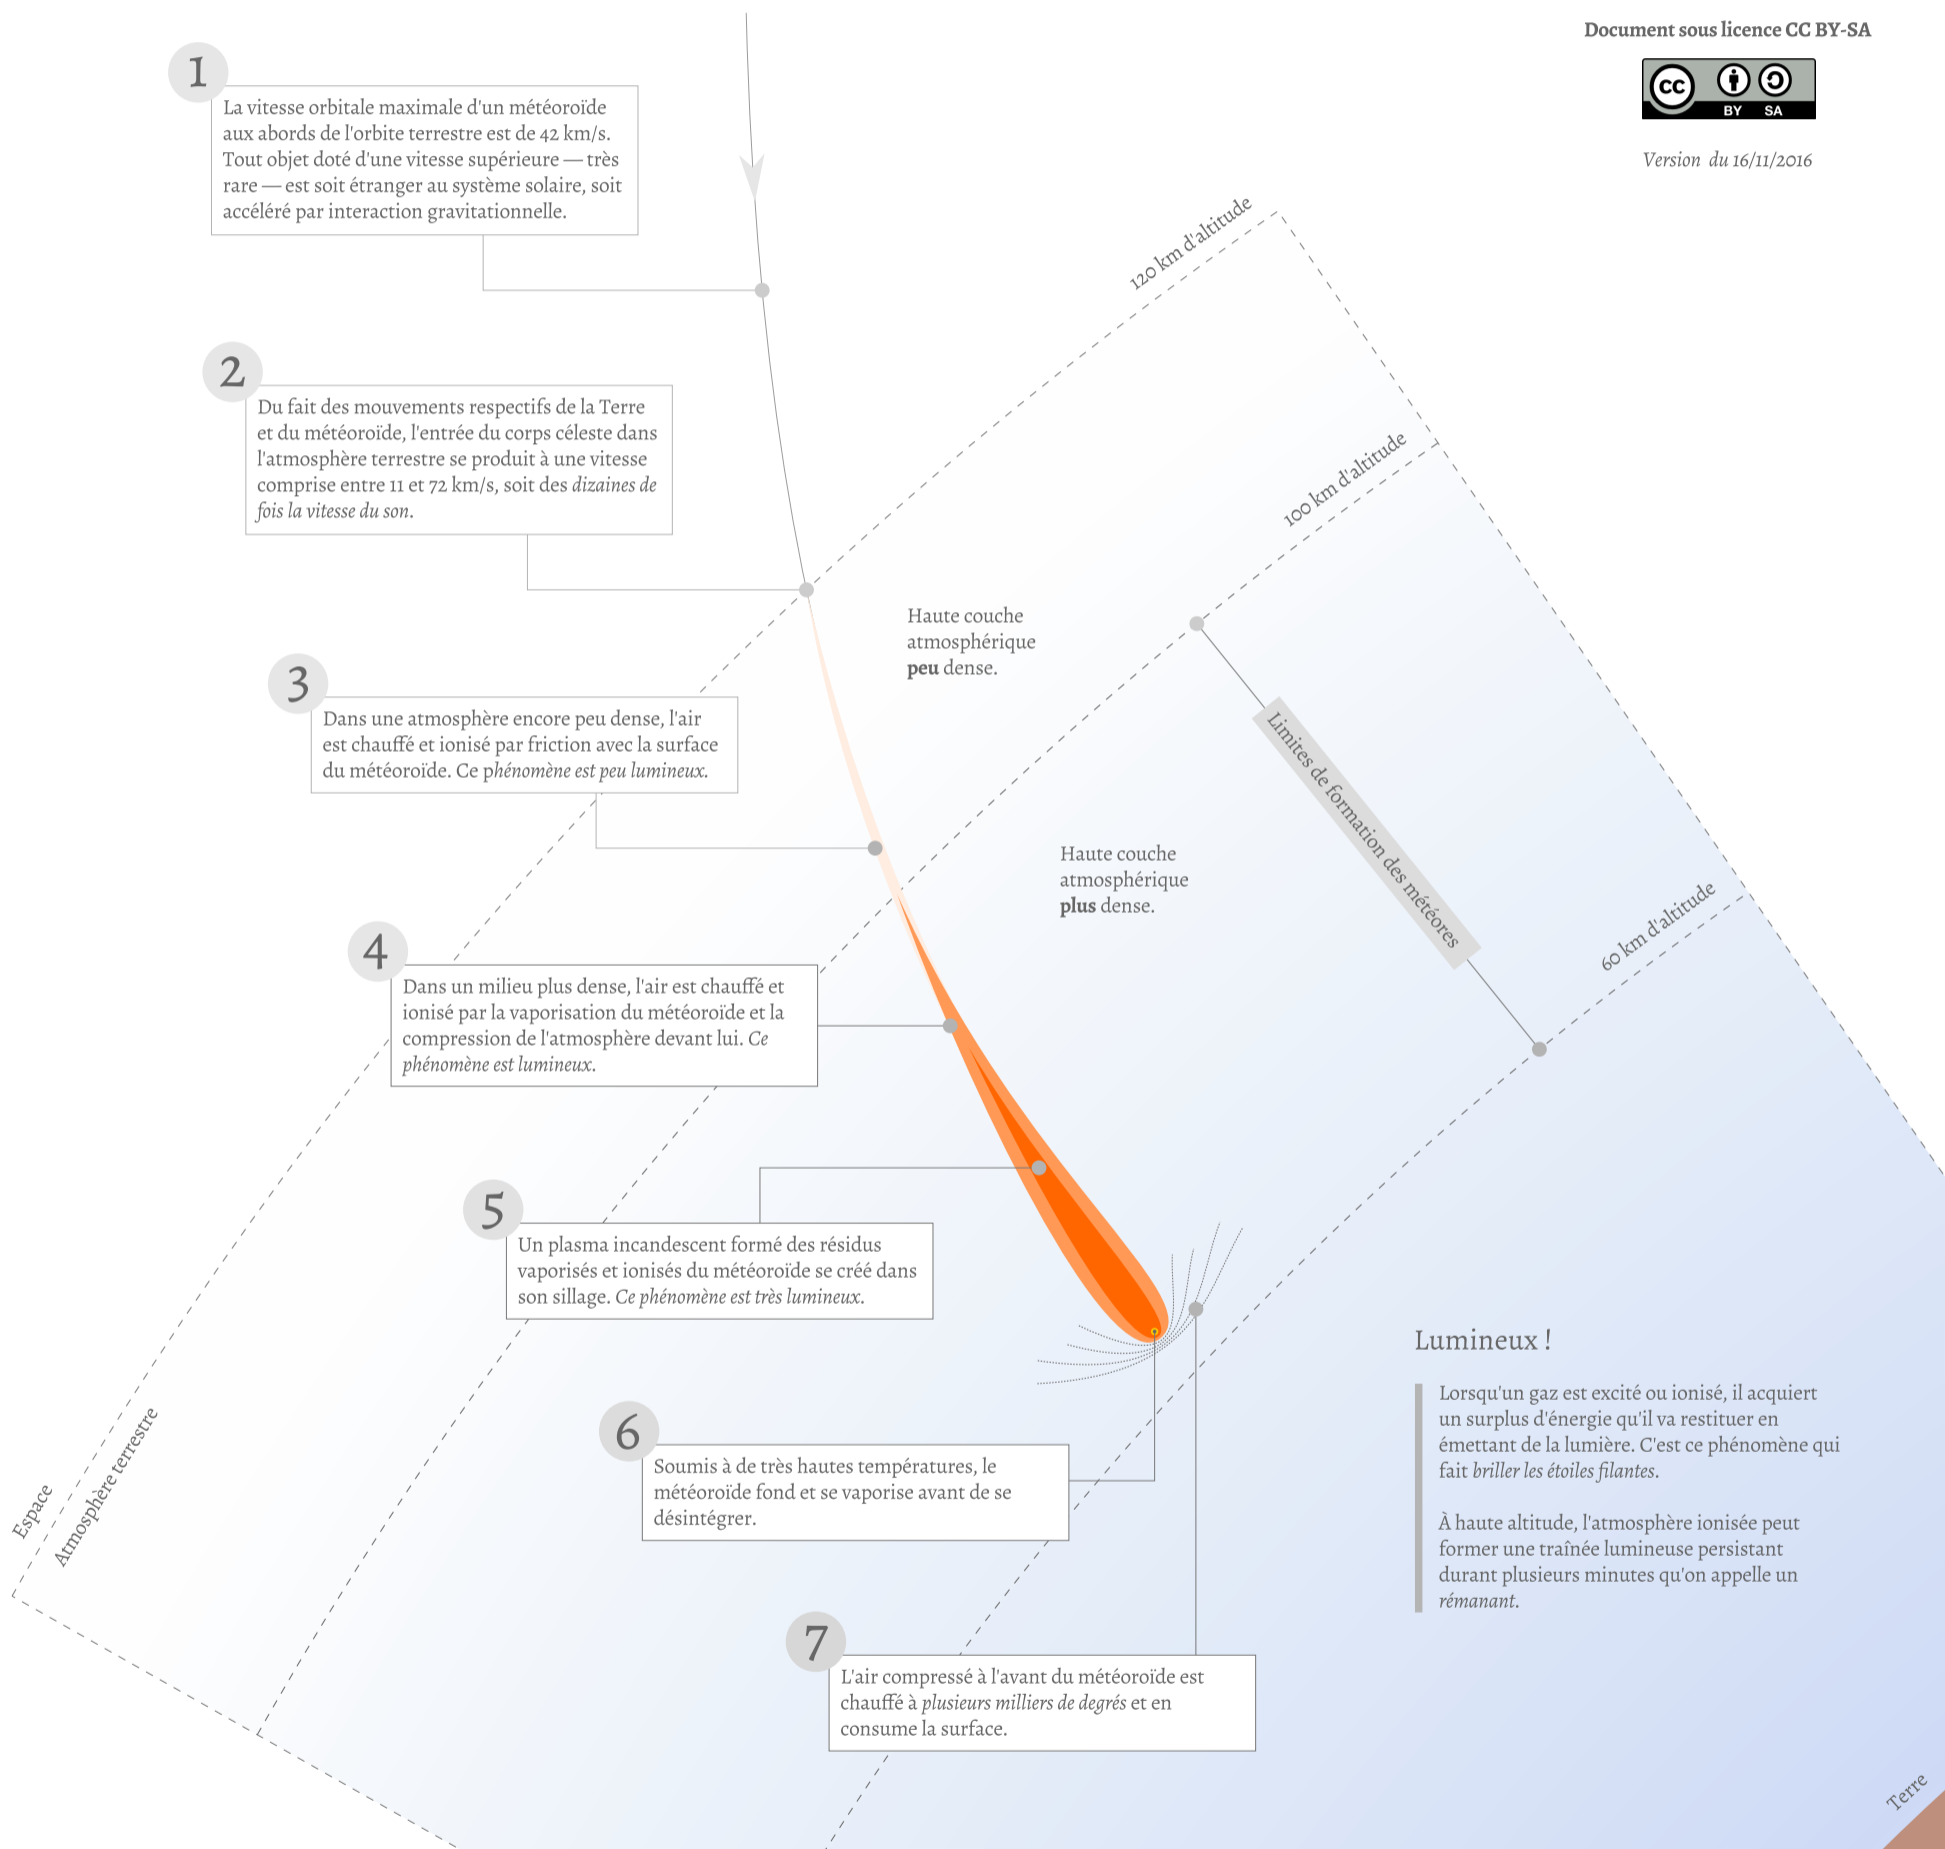 Document sous licence CC BY-SA
cc
BY SA
Version du 16/11/2016
1
La vitesse orbitale maximale d'un météoroïde
aux abords de l'orbite terrestre est de 42 km/s.
Tout objet doté d'une vitesse supérieure — très
rare — est soit étranger au système solaire, soit
accéléré par interaction gravitationnelle.
120 km d'altitude
2
Du fait des mouvements respectifs de la Terre
et du météoroïde, l'entrée du corps céleste dans
l'atmosphère terrestre se produit à une vitesse
comprise entre 11 et 72 km/s, soit des dizaines de
fois la vitesse du son.
100 km d'altitude
Haute couche
atmosphérique
peu dense.
3
Dans une atmosphère encore peu dense, l'air
est chauffé et ionisé par friction avec la surface
du météoroïde. Ce phénomène est peu lumineux.
Limites de formation des météores
Haute couche
atmosphérique
plus dense.
60 km d'altitude
4
Dans un milieu plus dense, l'air est chauffé et
ionisé par la vaporisation du météoroïde et la
compression de l'atmosphère devant lui. Ce
phénomène est lumineux.
5
Un plasma incandescent formé des résidus
vaporisés et ionisés du météoroïde se créé dans
son sillage. Ce phénomène est très lumineux.
Lumineux !
Lorsqu'un gaz est excité ou ionisé, il acquiert
un surplus d'énergie qu'il va restituer en
émettant de la lumière. C'est ce phénomène qui
fait briller les étoiles filantes.
À haute altitude, l'atmosphère ionisée peut
former une traînée lumineuse persistant
durant plusieurs minutes qu'on appelle un
rémanant.
6
Soumis à de très hautes températures, le
météoroïde fond et se vaporise avant de se
désintégrer.
Espace
Atmosphère terrestre
7
L'air compressé à l'avant du météoroïde est
chauffé à plusieurs milliers de degrés et en
consume la surface.
Terre